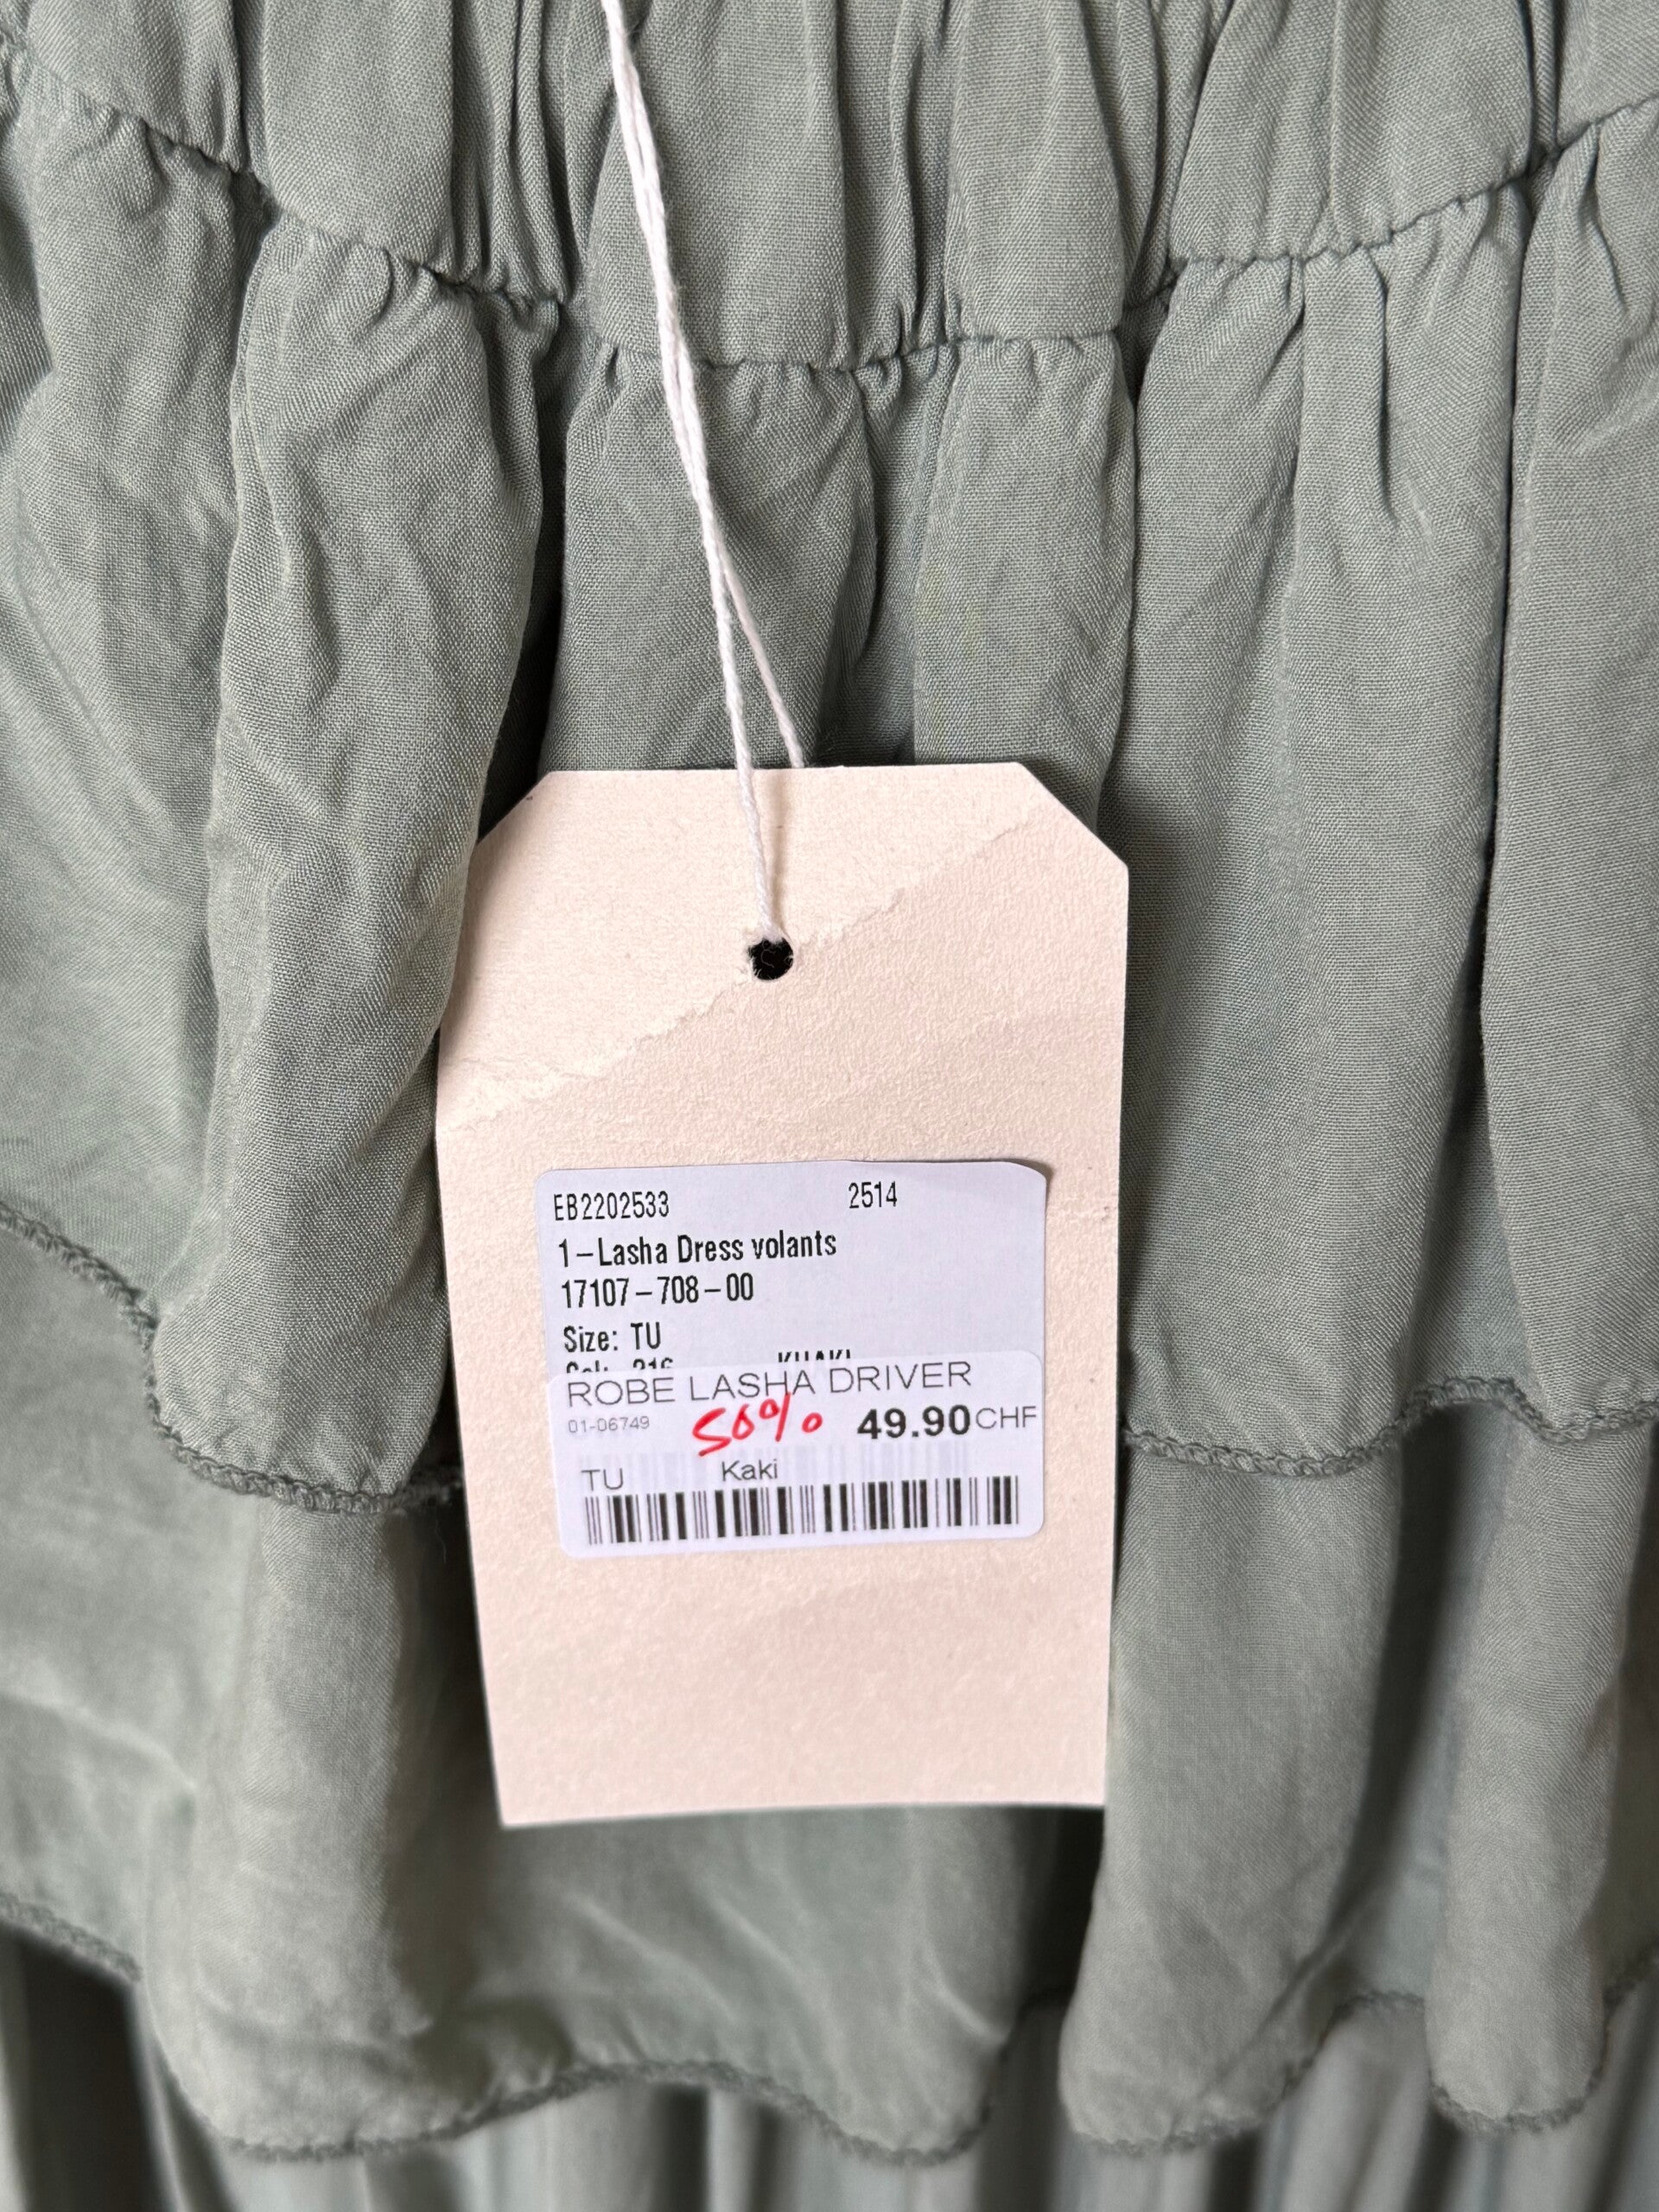 EB2202533 2514
1-Lasha Dress volants
17107-708-00
Size: TU
ROBE LASHA DRIVER
01-06749 50% 49.90 CHF
TU Kaki